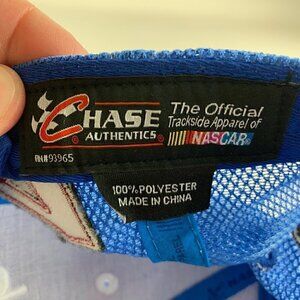 CHASE
AUTHENTICS
The Official
Trackside Apparel of
NASCAR
RN# 93965
100% POLYESTER
MADE IN CHINA